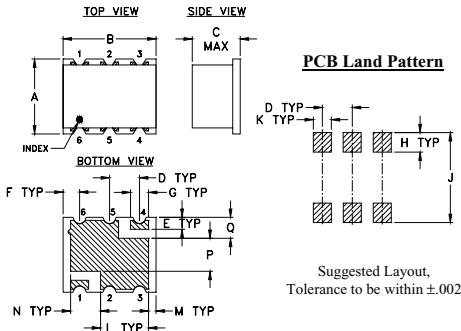 TOP VIEW
SIDE VIEW
B
C
MAX
1 2 3
A
INDEX
6 5 4
PCB Land Pattern
D TYP
K TYP
H TYP
J
BOTTOM VIEW
D TYP
F TYP
G TYP
6 5 4
E TYP
Q
P
1 2 3
N TYP
M TYP
L TYP
Suggested Layout,
Tolerance to be within ±.002